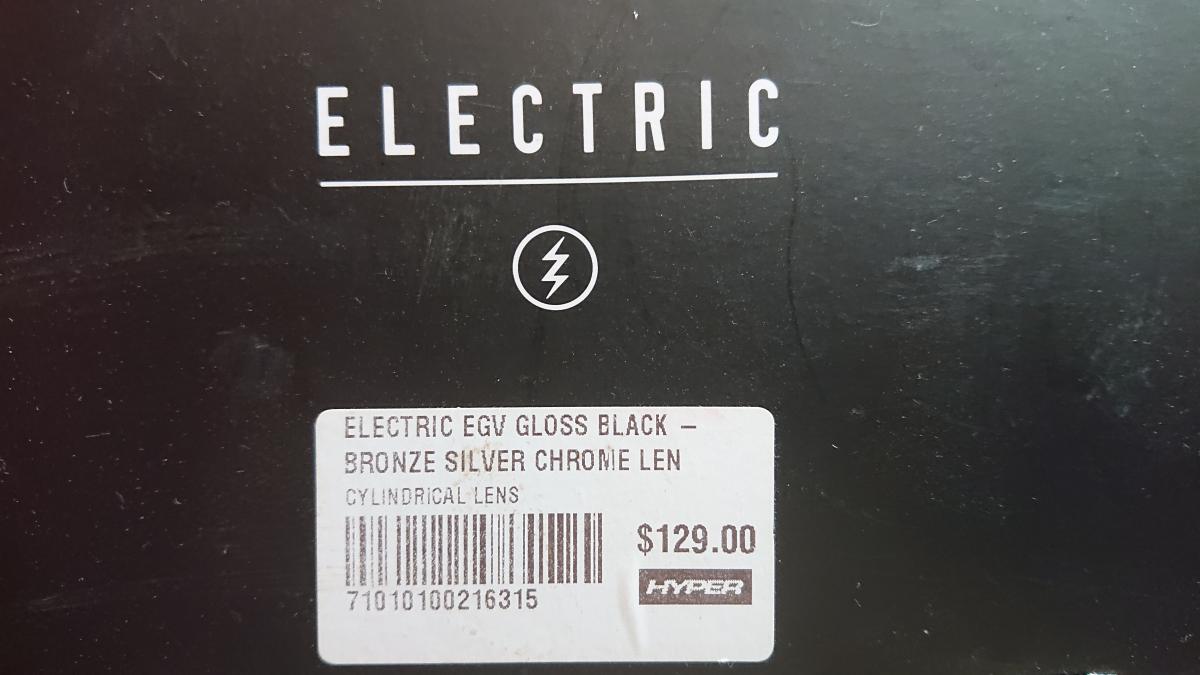 ELECTRIC
ELECTRIC EGV GLOSS BLACK –
BRONZE SILVER CHROME LEN
CYLINDRICAL LENS
$129.00
HYPER
71010100216315